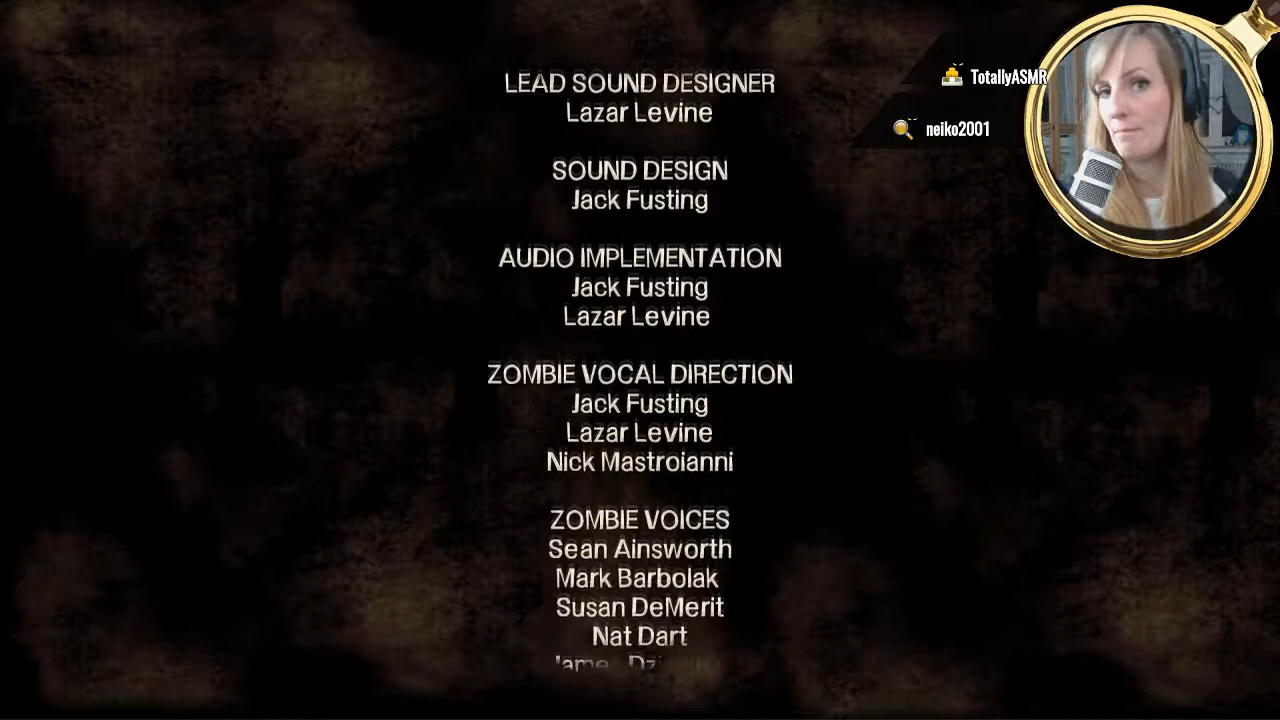 LEAD SOUND DESIGNER
Lazar Levine
SOUND DESIGN
Jack Fusting
AUDIO IMPLEMENTATION
Jack Fusting
Lazar Levine
ZOMBIE VOCAL DIRECTION
Jack Fusting
Lazar Levine
Nick Mastroianni
ZOMBIE VOICES
Sean Ainsworth
Mark Barbolak
Susan DeMerit
Nat Dart
TotallyASMR
neiko2001